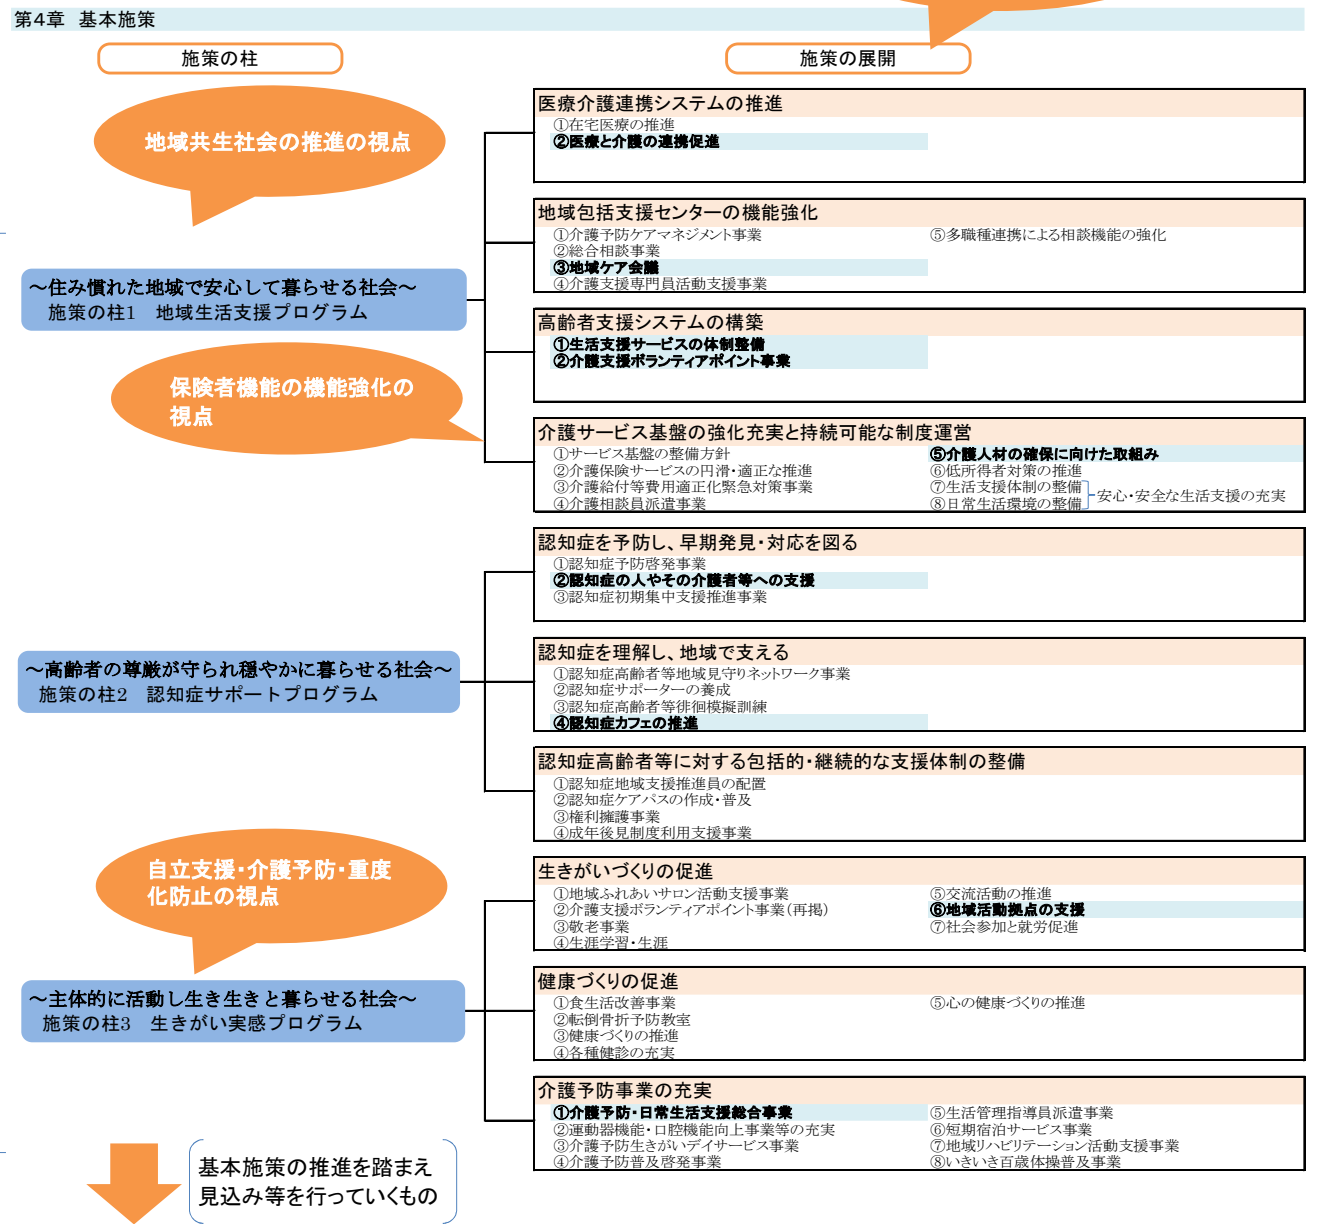 第4章 基本施策
施策の柱
施策の展開
地域共生社会の推進の視点
～住み慣れた地域で安心して暮らせる社会～
施策の柱1 地域生活支援プログラム
保険者機能の機能強化の
視点
医療介護連携システムの推進
①在宅医療の推進
②医療と介護の連携促進
地域包括支援センターの機能強化
①介護予防ケアマネジメント事業
②総合相談事業
③地域ケア会議
④介護支援専門員活動支援事業
⑤多職種連携による相談機能の強化
高齢者支援システムの構築
①生活支援サービスの体制整備
②介護支援ボランティアポイント事業
介護サービス基盤の強化充実と持続可能な制度運営
①サービス基盤の整備方針
②介護保険サービスの円滑・適正な推進
③介護給付等費用適正化緊急対策事業
④介護相談員派遣事業
⑤介護人材の確保に向けた取組み
⑥低所得者対策の推進
⑦生活支援体制の整備
⑧日常生活環境の整備
安心・安全な生活支援の充実
～高齢者の尊厳が守られ穏やかに暮らせる社会～
施策の柱2 認知症サポートプログラム
認知症を予防し、早期発見・対応を図る
①認知症予防啓発事業
②認知症の人やその介護者等への支援
③認知症初期集中支援推進事業
認知症を理解し、地域で支える
①認知症高齢者等地域見守りネットワーク事業
②認知症サポーターの養成
③認知症高齢者等徘徊模擬訓練
④認知症カフェの推進
認知症高齢者等に対する包括的・継続的な支援体制の整備
①認知症地域支援推進員の配置
②認知症ケアパスの作成・普及
③権利擁護事業
④成年後見制度利用支援事業
自立支援・介護予防・重度
化防止の視点
～主体的に活動し生き生きと暮らせる社会～
施策の柱3 生きがい実感プログラム
生きがいづくりの促進
①地域ふれあいサロン活動支援事業
②介護支援ボランティアポイント事業(再掲)
③敬老事業
④生涯学習・生涯
⑤交流活動の推進
⑥地域活動拠点の支援
⑦社会参加と就労促進
健康づくりの促進
①食生活改善事業
②転倒骨折予防教室
③健康づくりの推進
④各種健診の充実
⑤心の健康づくりの推進
介護予防事業の充実
①介護予防・日常生活支援総合事業
②運動器機能・口腔機能向上事業等の充実
③介護予防生きがいデイサービス事業
④介護予防普及啓発事業
⑤生活管理指導員派遣事業
⑥短期宿泊サービス事業
⑦地域リハビリテーション活動支援事業
⑧いきいき百歳体操普及事業
基本施策の推進を踏まえ
見込み等を行っていくもの